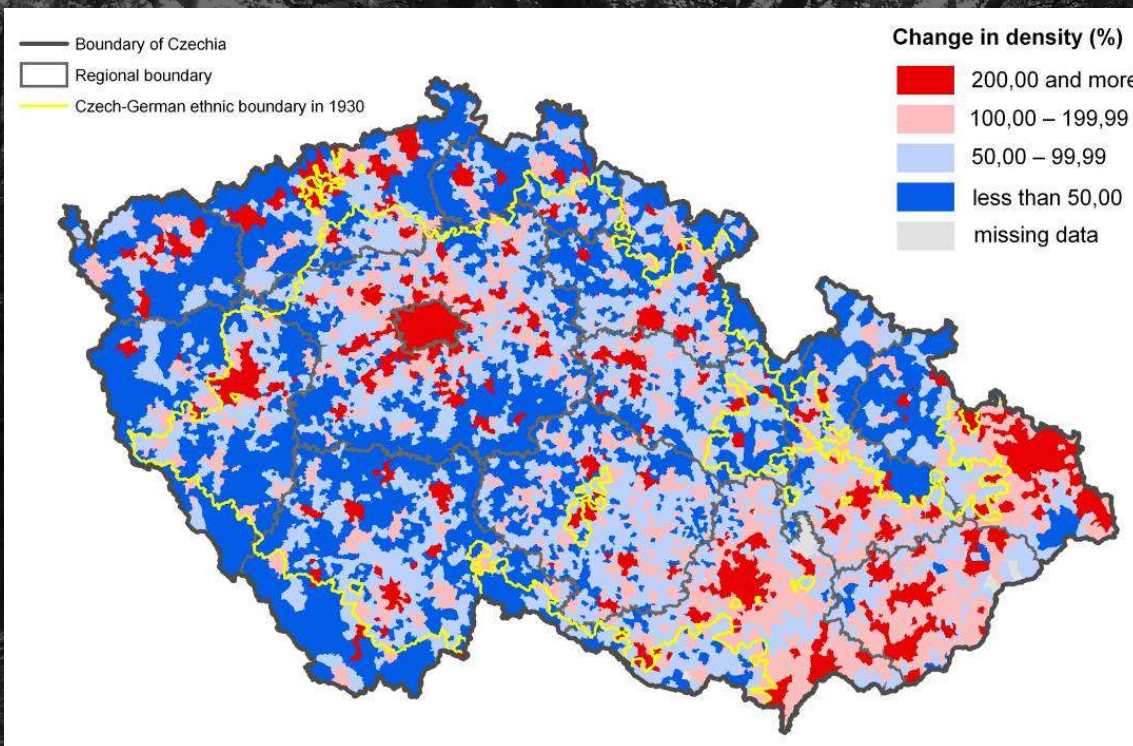 Boundary of Czechia
Regional boundary
Czech-German ethnic boundary in 1930
Change in density (%)
200,00 and more
100,00 – 199,99
50,00 – 99,99
less than 50,00
missing data